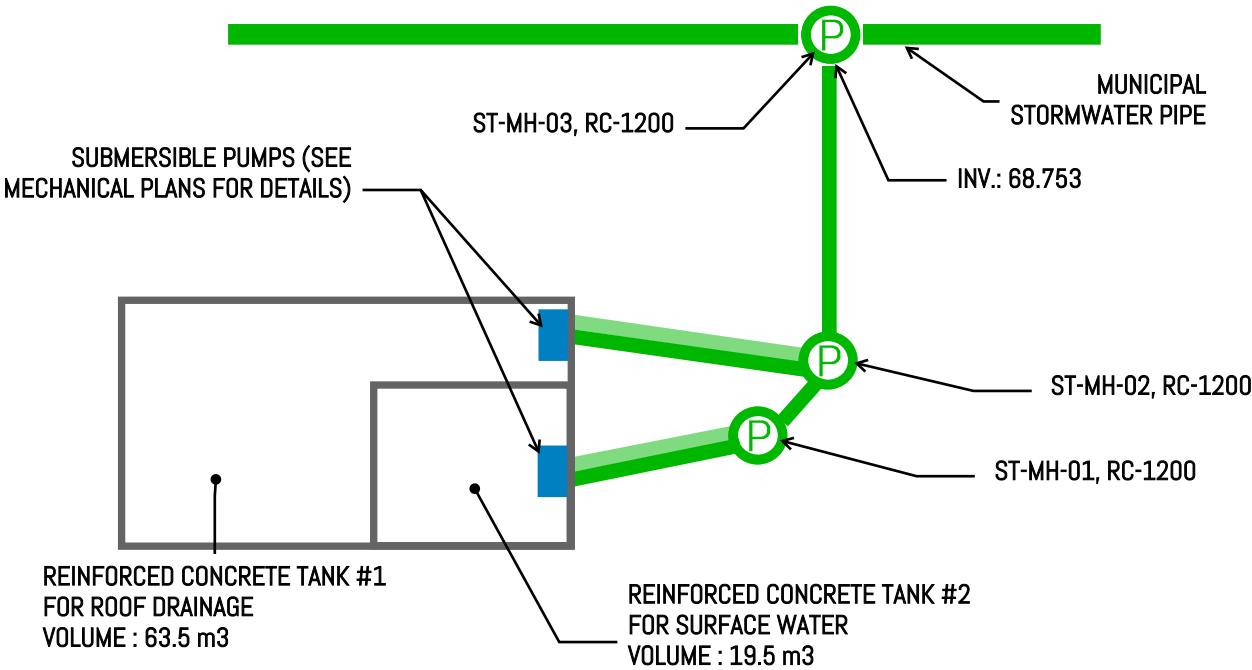 P
MUNICIPAL
STORMWATER PIPE
ST-MH-03, RC-1200
SUBMERSIBLE PUMPS (SEE
MECHANICAL PLANS FOR DETAILS)
INV.: 68.753
P
ST-MH-02, RC-1200
P
ST-MH-01, RC-1200
REINFORCED CONCRETE TANK #1
FOR ROOF DRAINAGE
VOLUME : 63.5 m3
REINFORCED CONCRETE TANK #2
FOR SURFACE WATER
VOLUME : 19.5 m3